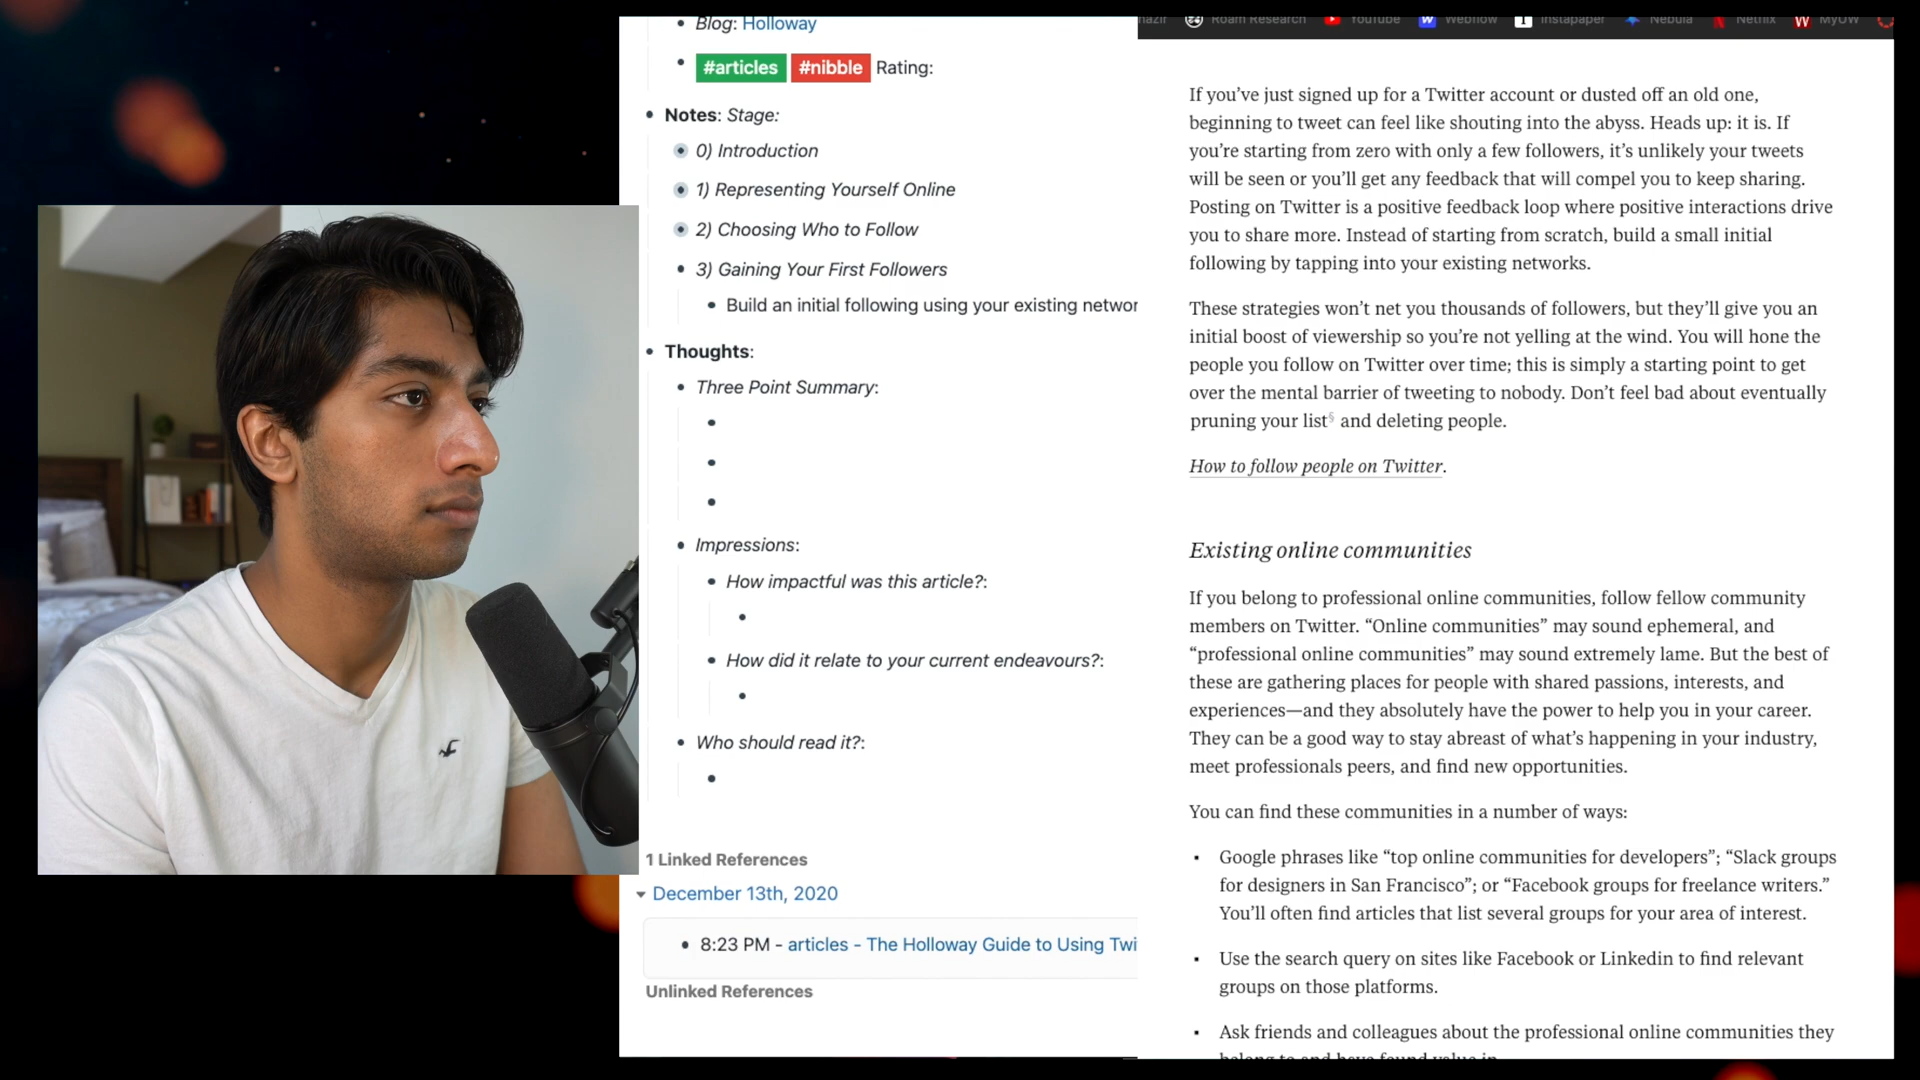 Blog: Holloway
#articles #nibble Rating:
Notes: Stage:
0) Introduction
1) Representing Yourself Online
2) Choosing Who to Follow
3) Gaining Your First Followers
Build an initial following using your existing networ
Thoughts:
Three Point Summary:
Impressions:
How impactful was this article?:
How did it relate to your current endeavours?:
Who should read it?:
1 Linked References
December 13th, 2020
8:23 PM - articles - The Holloway Guide to Using Twi
Unlinked References
Roam Research YouTube Webflow Instapaper Nebula Netflix MyUW
If you’ve just signed up for a Twitter account or dusted off an old one,
beginning to tweet can feel like shouting into the abyss. Heads up: it is. If
you’re starting from zero with only a few followers, it’s unlikely your tweets
will be seen or you’ll get any feedback that will compel you to keep sharing.
Posting on Twitter is a positive feedback loop where positive interactions drive
you to share more. Instead of starting from scratch, build a small initial
following by tapping into your existing networks.
These strategies won’t net you thousands of followers, but they’ll give you an
initial boost of viewership so you’re not yelling at the wind. You will hone the
people you follow on Twitter over time; this is simply a starting point to get
over the mental barrier of tweeting to nobody. Don’t feel bad about eventually
pruning your list§ and deleting people.
How to follow people on Twitter.
Existing online communities
If you belong to professional online communities, follow fellow community
members on Twitter. “Online communities” may sound ephemeral, and
“professional online communities” may sound extremely lame. But the best of
these are gathering places for people with shared passions, interests, and
experiences—and they absolutely have the power to help you in your career.
They can be a good way to stay abreast of what’s happening in your industry,
meet professionals peers, and find new opportunities.
You can find these communities in a number of ways:
Google phrases like “top online communities for developers”; “Slack groups
for designers in San Francisco”; or “Facebook groups for freelance writers.”
You’ll often find articles that list several groups for your area of interest.
Use the search query on sites like Facebook or Linkedin to find relevant
groups on those platforms.
Ask friends and colleagues about the professional online communities they
belong to and have found value in